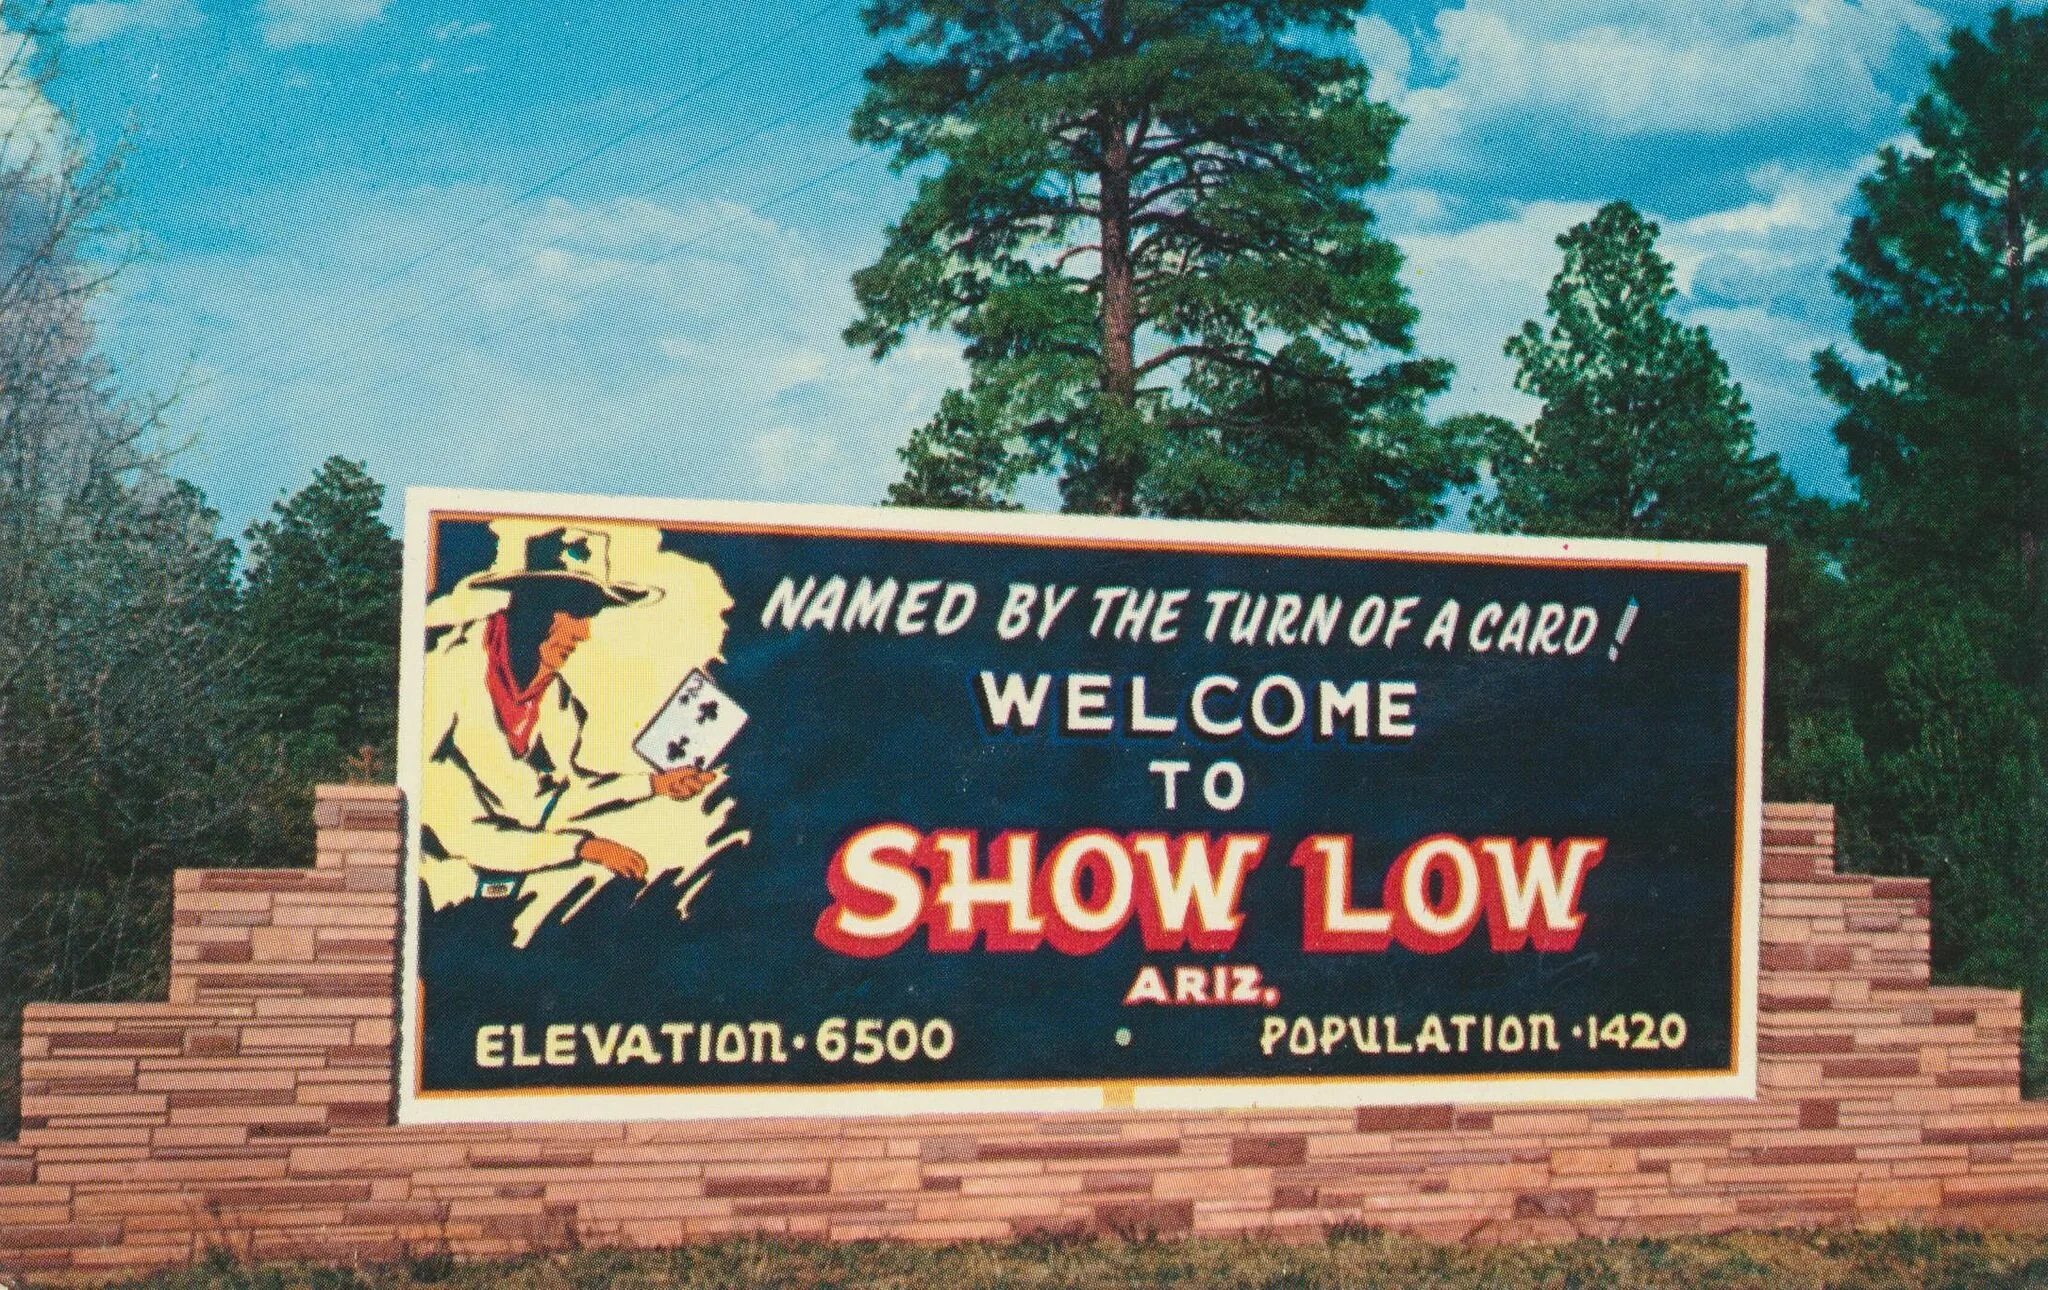 NAMED BY THE TURN OF A CARD!
WELCOME
TO
SHOW LOW
ARIZ.
ELEVATION · 6500 · POPULATION · 1420